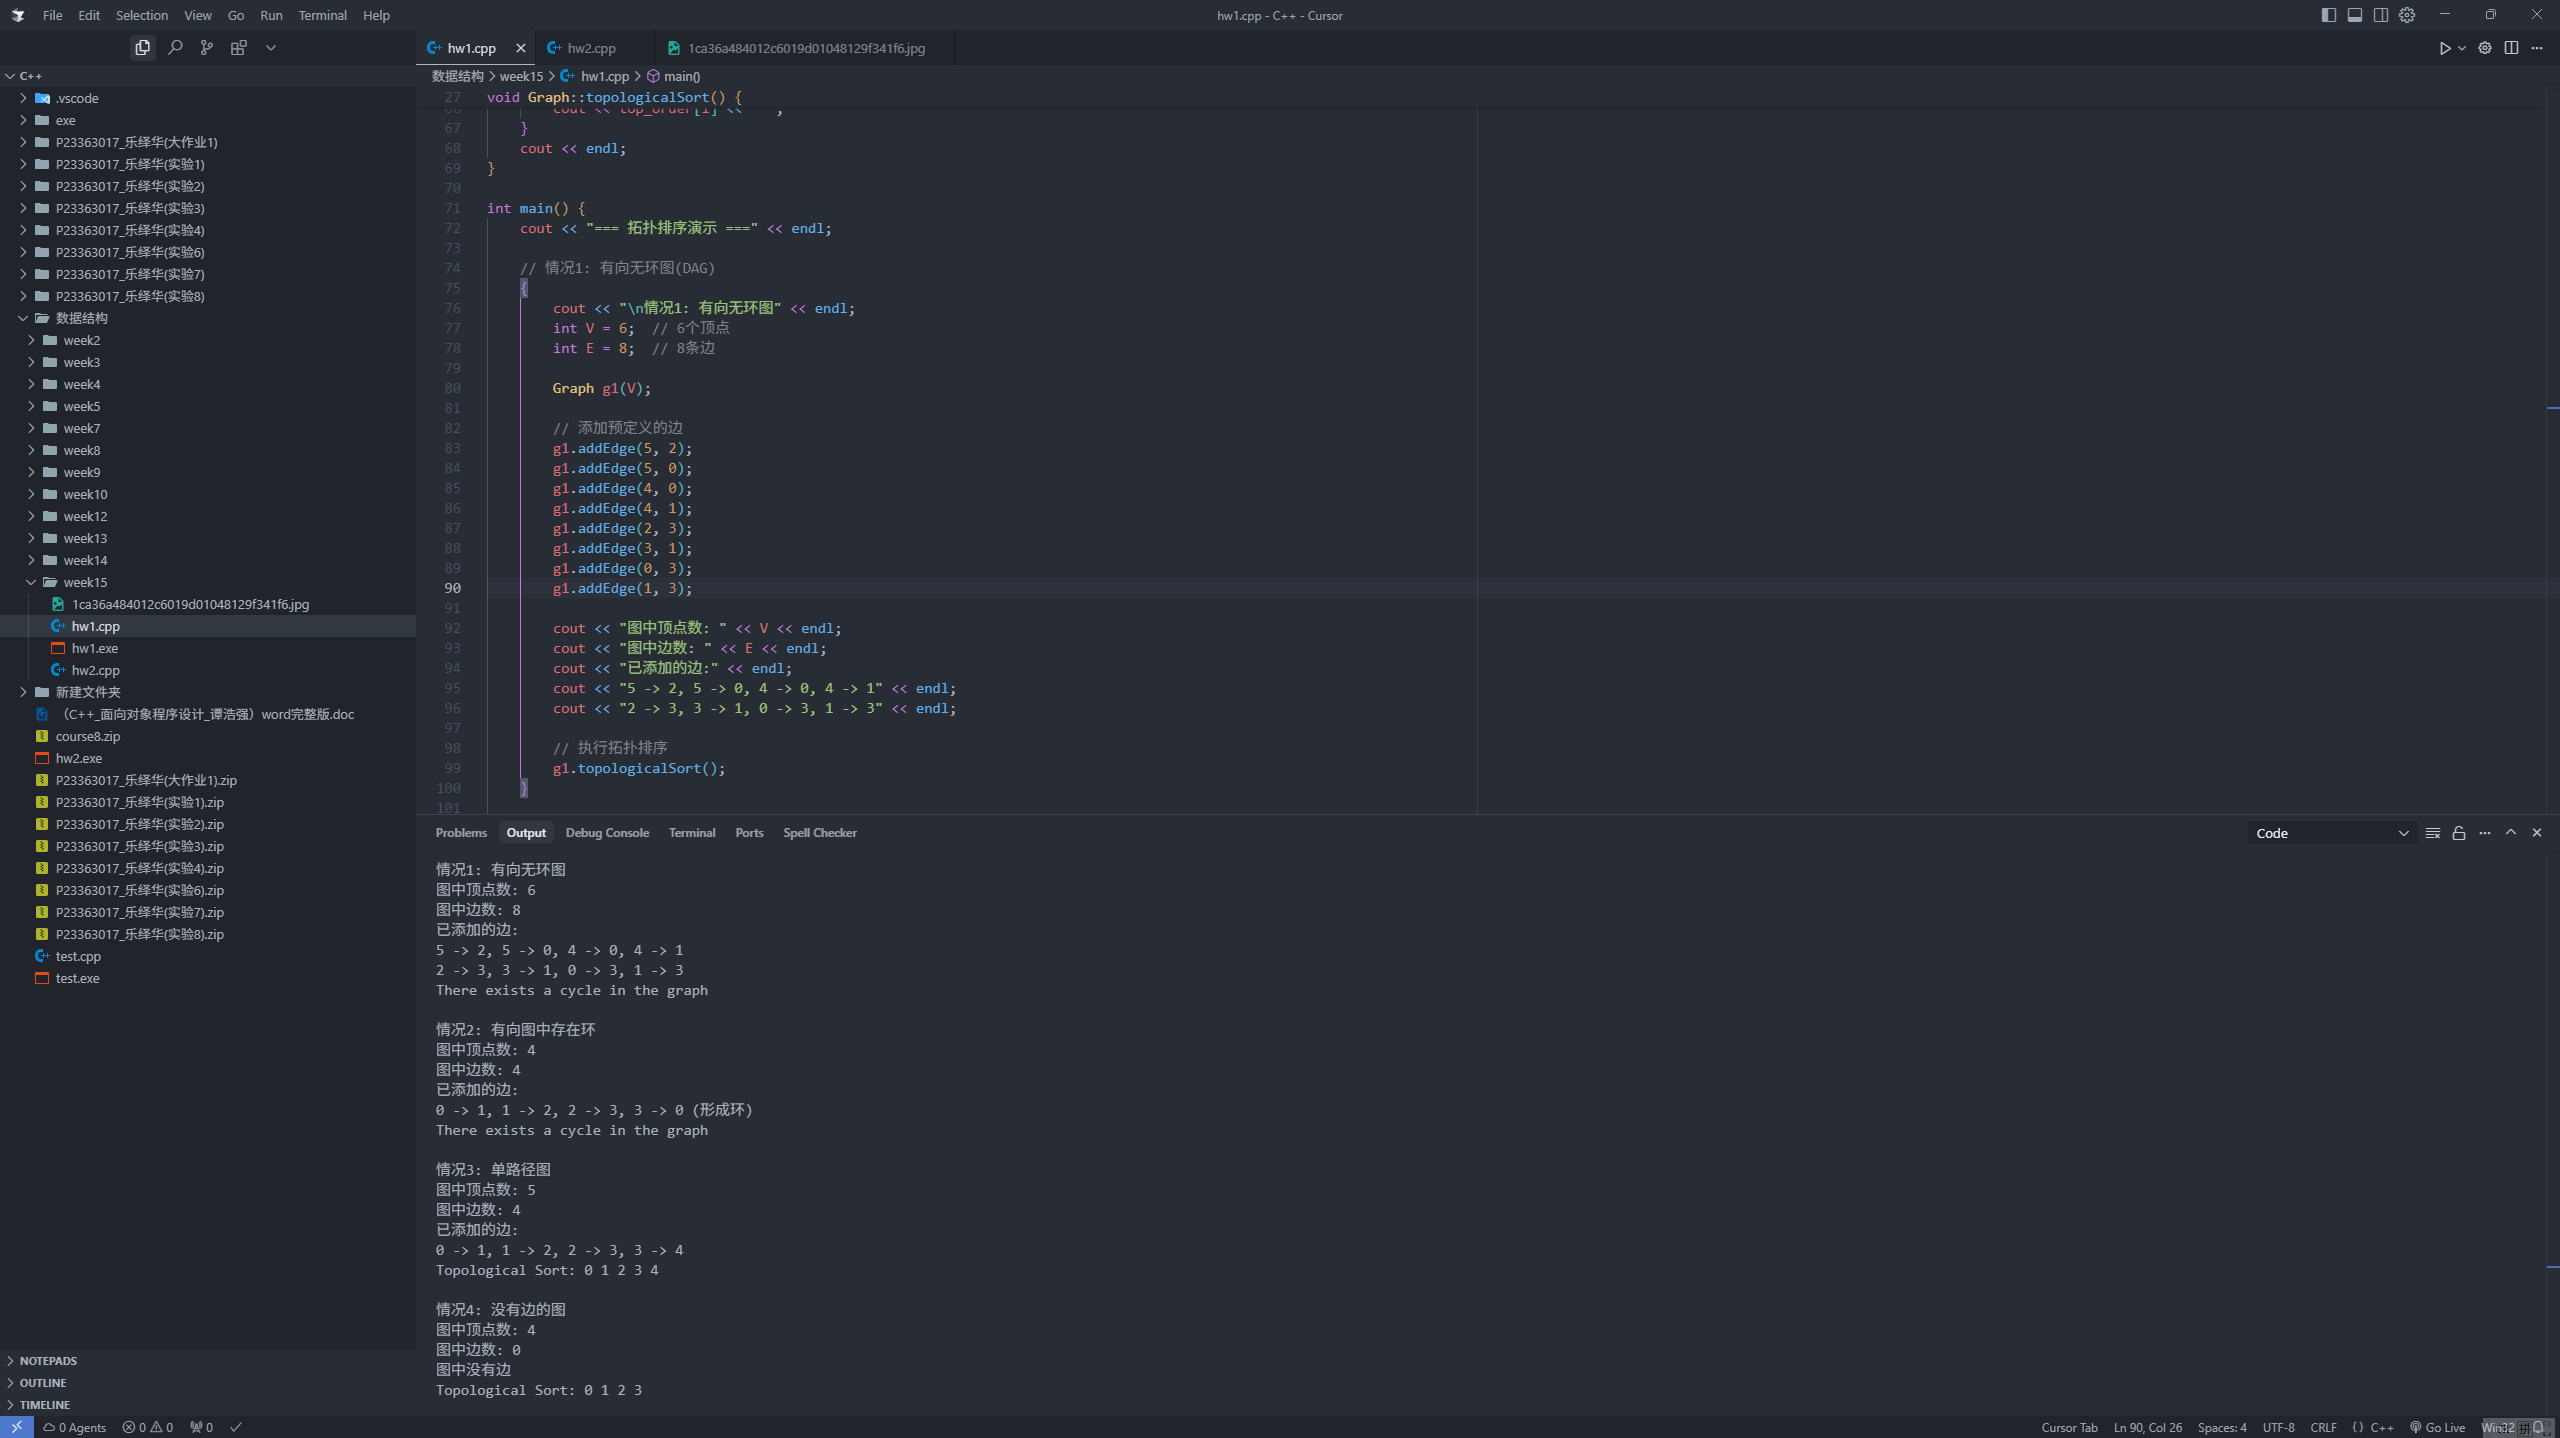 File Edit Selection View Go Run Terminal Help
hw1.cpp - C++ - Cursor
hw1.cpp
hw2.cpp
1ca36a484012c6019d01048129f341f6.jpg
C++
.vscode
exe
P23363017_乐绎华(大作业1)
P23363017_乐绎华(实验1)
P23363017_乐绎华(实验2)
P23363017_乐绎华(实验3)
P23363017_乐绎华(实验4)
P23363017_乐绎华(实验6)
P23363017_乐绎华(实验7)
P23363017_乐绎华(实验8)
数据结构
week2
week3
week4
week5
week7
week8
week9
week10
week12
week13
week14
week15
1ca36a484012c6019d01048129f341f6.jpg
hw1.cpp
hw1.exe
hw2.cpp
新建文件夹
（C++_面向对象程序设计_谭浩强）word完整版.doc
course8.zip
hw2.exe
P23363017_乐绎华(大作业1).zip
P23363017_乐绎华(实验1).zip
P23363017_乐绎华(实验2).zip
P23363017_乐绎华(实验3).zip
P23363017_乐绎华(实验4).zip
P23363017_乐绎华(实验6).zip
P23363017_乐绎华(实验7).zip
P23363017_乐绎华(实验8).zip
test.cpp
test.exe
NOTEPADS
OUTLINE
TIMELINE
数据结构 > week15 > hw1.cpp > main()
27 void Graph::topologicalSort() {
67 }
68 cout << endl;
69 }
70
71 int main() {
72 cout << "=== 拓扑排序演示 ===" << endl;
73
74 // 情况1: 有向无环图(DAG)
75 {
76 cout << "\n情况1: 有向无环图" << endl;
77 int V = 6; // 6个顶点
78 int E = 8; // 8条边
79
80 Graph g1(V);
81
82 // 添加预定义的边
83 g1.addEdge(5, 2);
84 g1.addEdge(5, 0);
85 g1.addEdge(4, 0);
86 g1.addEdge(4, 1);
87 g1.addEdge(2, 3);
88 g1.addEdge(3, 1);
89 g1.addEdge(0, 3);
90 g1.addEdge(1, 3);
91
92 cout << "图中顶点数: " << V << endl;
93 cout << "图中边数: " << E << endl;
94 cout << "已添加的边:" << endl;
95 cout << "5 -> 2, 5 -> 0, 4 -> 0, 4 -> 1" << endl;
96 cout << "2 -> 3, 3 -> 1, 0 -> 3, 1 -> 3" << endl;
97
98 // 执行拓扑排序
99 g1.topologicalSort();
100 }
101
Problems Output Debug Console Terminal Ports Spell Checker
Code
情况1: 有向无环图
图中顶点数: 6
图中边数: 8
已添加的边:
5 -> 2, 5 -> 0, 4 -> 0, 4 -> 1
2 -> 3, 3 -> 1, 0 -> 3, 1 -> 3
There exists a cycle in the graph
情况2: 有向图中存在环
图中顶点数: 4
图中边数: 4
已添加的边:
0 -> 1, 1 -> 2, 2 -> 3, 3 -> 0 (形成环)
There exists a cycle in the graph
情况3: 单路径图
图中顶点数: 5
图中边数: 4
已添加的边:
0 -> 1, 1 -> 2, 2 -> 3, 3 -> 4
Topological Sort: 0 1 2 3 4
情况4: 没有边的图
图中顶点数: 4
图中边数: 0
图中没有边
Topological Sort: 0 1 2 3
0 Agents 0 0 0
Cursor Tab Ln 90, Col 26 Spaces: 4 UTF-8 CRLF {} C++ Go Live Win32